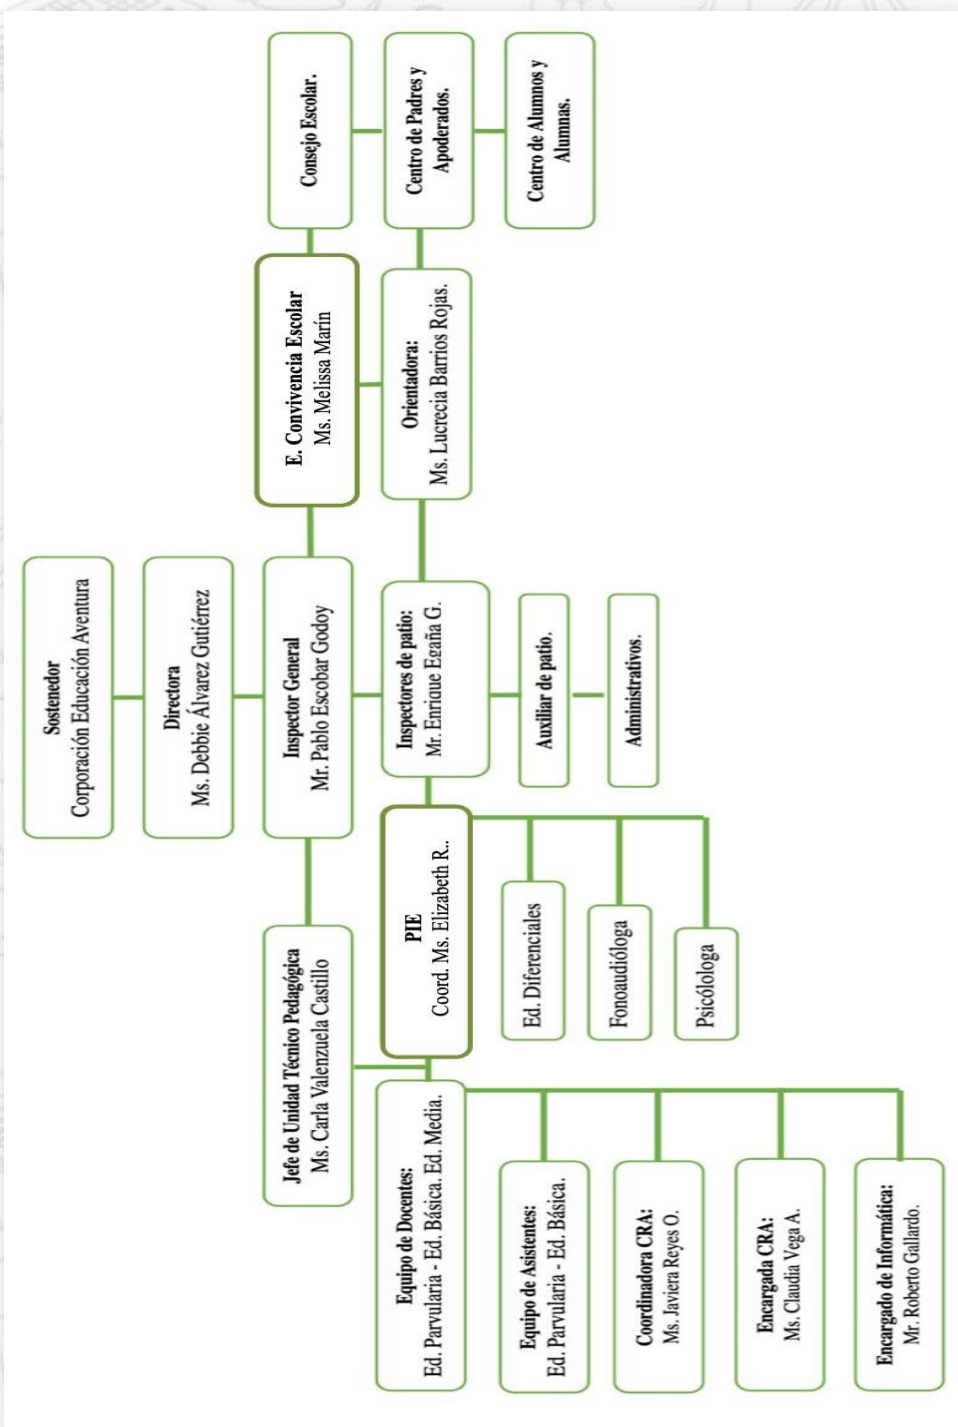 Sostenedor
Corporación Educación Aventura
Directora
Ms. Debbie Álvarez Gutiérrez
Jefe de Unidad Técnico Pedagógica
Ms. Carla Valenzuela Castillo
Inspector General
Mr. Pablo Escobar Godoy
E. Convivencia Escolar
Ms. Melissa Marín
Consejo Escolar.
Equipo de Docentes:
Ed. Parvularia - Ed. Básica. Ed. Media.
PIE
Coord. Ms. Elizabeth R..
Inspectores de patio:
Mr. Enrique Egaña G.
Orientadora:
Ms. Lucrecia Barrios Rojas.
Centro de Padres y
Apoderados.
Equipo de Asistentes:
Ed. Parvularia - Ed. Básica.
Ed. Diferenciales
Auxiliar de patio.
Centro de Alumnos y
Alumnas.
Coordinadora CRA:
Ms. Javiera Reyes O.
Fonoaudióloga
Administrativos.
Encargada CRA:
Ms. Claudia Vega A.
Psicólologa
Encargado de Informática:
Mr. Roberto Gallardo.